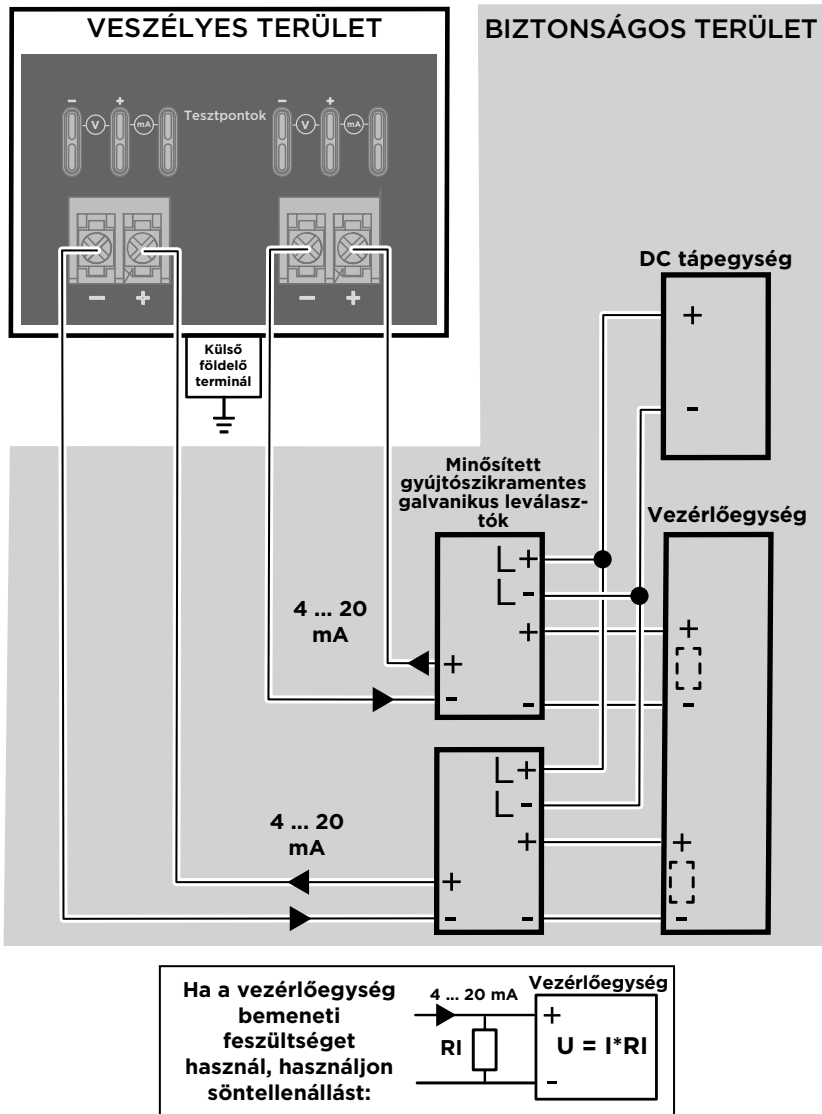 VESZÉLYES TERÜLET
BIZTONSÁGOS TERÜLET
- + - +
V mA Tesztpontok V mA
- + - +
Külső
földelő
terminál
DC tápegység
+
-
Minősített
gyújtószikramentes
galvanikus leválasz-
tók
Vezérlőegység
L +
L -
4 ... 20
mA
+ +
+
- - -
L +
L -
4 ... 20
mA
+ +
+
- - -
Ha a vezérlőegység
bemeneti
feszültséget
használ, használjon
söntellenállást:
4 ... 20 mA
Vezérlőegység
+
RI
U = I*RI
-